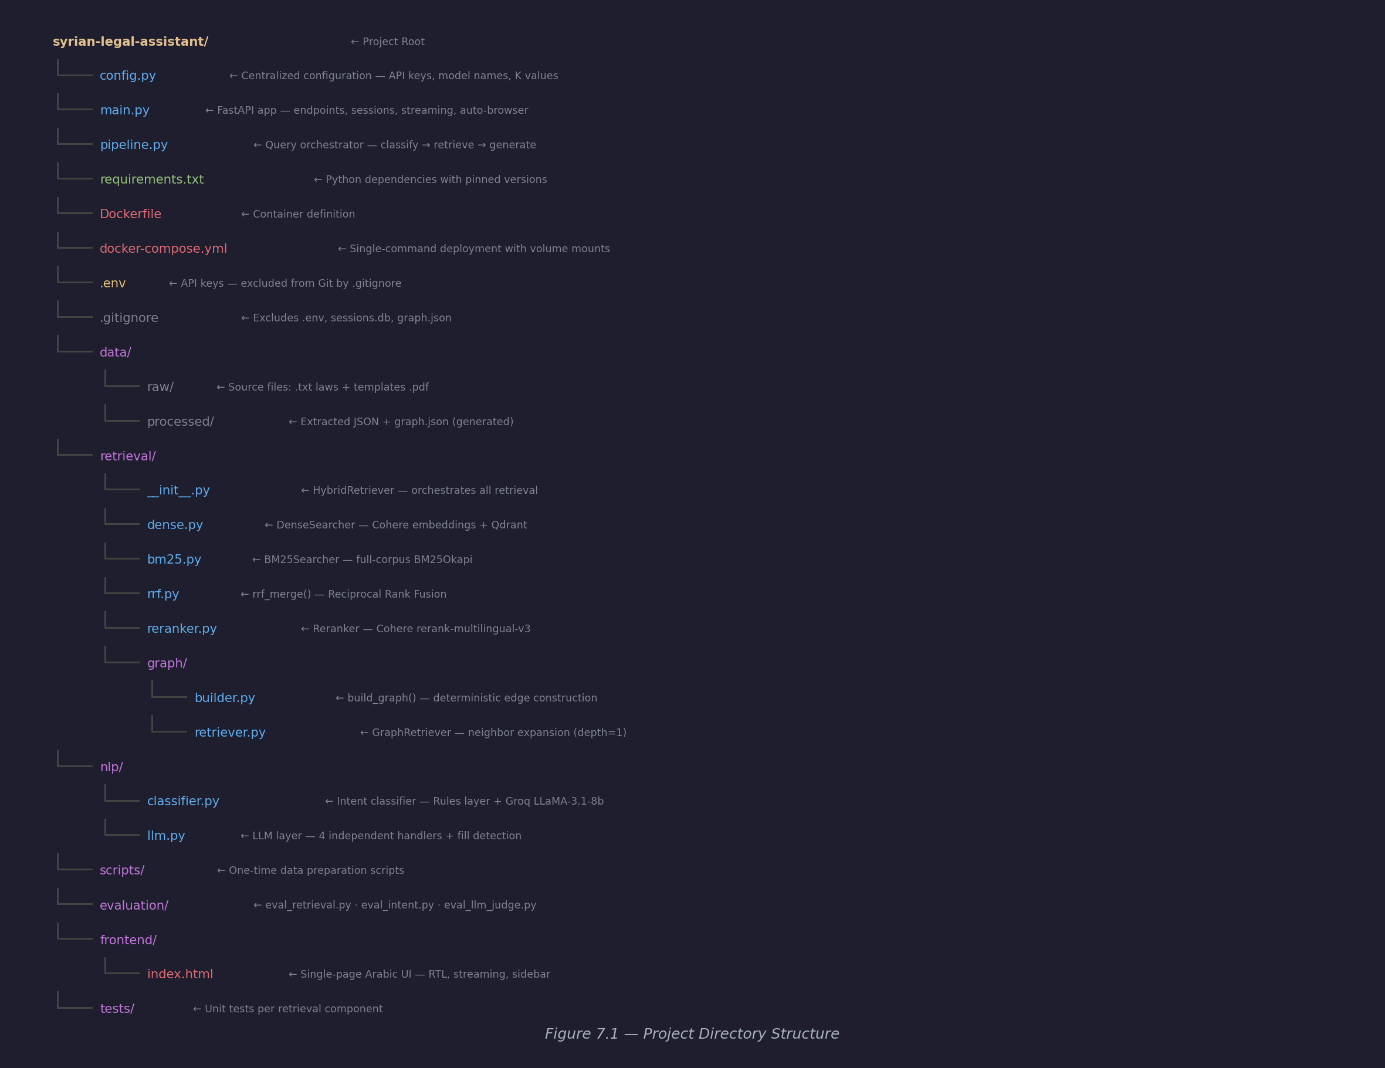 syrian-legal-assistant/ ← Project Root
config.py ← Centralized configuration — API keys, model names, K values
main.py ← FastAPI app — endpoints, sessions, streaming, auto-browser
pipeline.py ← Query orchestrator — classify → retrieve → generate
requirements.txt ← Python dependencies with pinned versions
Dockerfile ← Container definition
docker-compose.yml ← Single-command deployment with volume mounts
.env ← API keys — excluded from Git by .gitignore
.gitignore ← Excludes .env, sessions.db, graph.json
data/
raw/ ← Source files: .txt laws + templates .pdf
processed/ ← Extracted JSON + graph.json (generated)
retrieval/
__init__.py ← HybridRetriever — orchestrates all retrieval
dense.py ← DenseSearcher — Cohere embeddings + Qdrant
bm25.py ← BM25Searcher — full-corpus BM25Okapi
rrf.py ← rrf_merge() — Reciprocal Rank Fusion
reranker.py ← Reranker — Cohere rerank-multilingual-v3
graph/
builder.py ← build_graph() — deterministic edge construction
retriever.py ← GraphRetriever — neighbor expansion (depth=1)
nlp/
classifier.py ← Intent classifier — Rules layer + Groq LLaMA-3.1-8b
llm.py ← LLM layer — 4 independent handlers + fill detection
scripts/ ← One-time data preparation scripts
evaluation/ ← eval_retrieval.py · eval_intent.py · eval_llm_judge.py
frontend/
index.html ← Single-page Arabic UI — RTL, streaming, sidebar
tests/ ← Unit tests per retrieval component
Figure 7.1 — Project Directory Structure